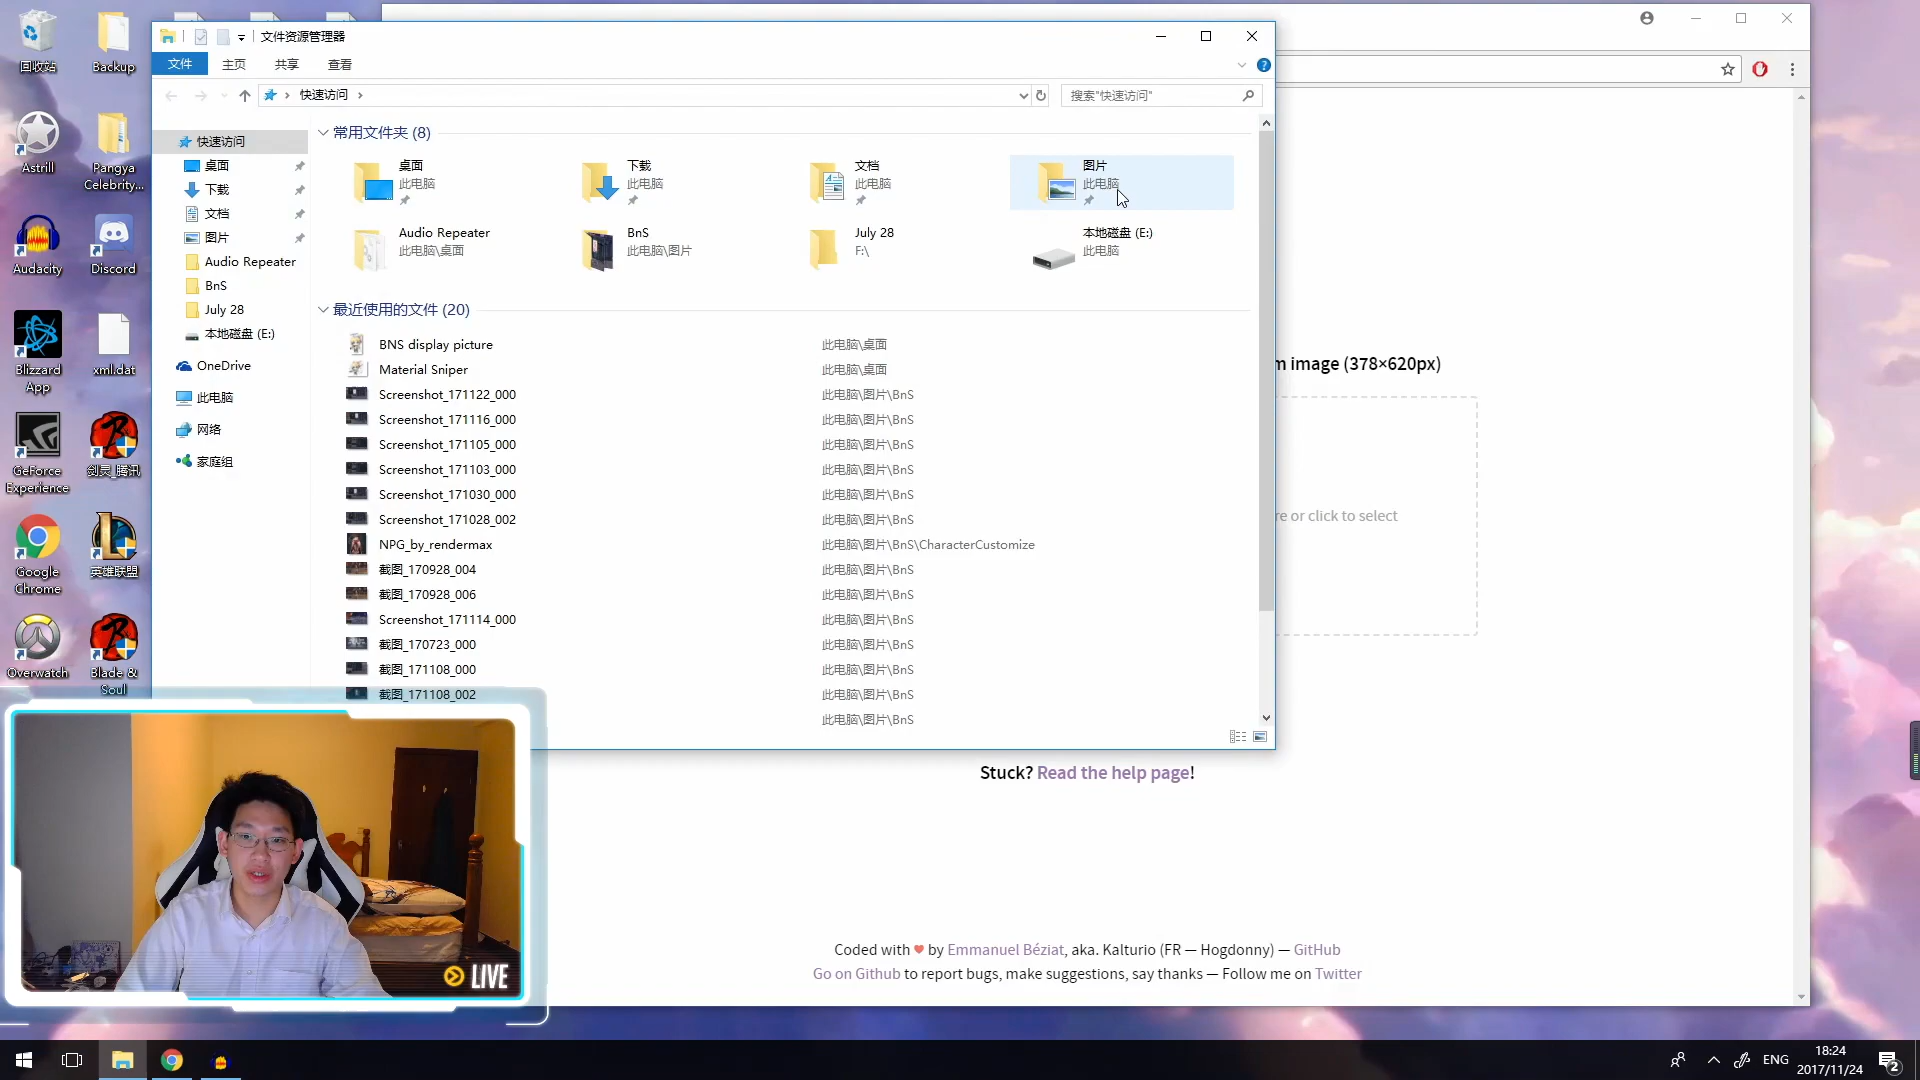 回收站
Backup
Astrill
Pangya
Celebrity...
Audacity
Discord
Blizzard
App
xml.dat
GeForce
Experience
剑灵_腾讯
Google
Chrome
英雄联盟
Overwatch
Blade &
Soul
文件资源管理器
文件
主页
共享
查看
快速访问
搜索"快速访问"
快速访问
桌面
下载
文档
图片
Audio Repeater
BnS
July 28
本地磁盘 (E:)
OneDrive
此电脑
网络
家庭组
常用文件夹 (8)
桌面
此电脑
下载
此电脑
文档
此电脑
图片
此电脑
Audio Repeater
此电脑\桌面
BnS
此电脑\图片
July 28
F:\
本地磁盘 (E:)
此电脑
最近使用的文件 (20)
BNS display picture 此电脑\桌面
Material Sniper 此电脑\桌面
Screenshot_171122_000 此电脑\图片\BnS
Screenshot_171116_000 此电脑\图片\BnS
Screenshot_171105_000 此电脑\图片\BnS
Screenshot_171103_000 此电脑\图片\BnS
Screenshot_171030_000 此电脑\图片\BnS
Screenshot_171028_002 此电脑\图片\BnS
NPG_by_rendermax 此电脑\图片\BnS\CharacterCustomize
截图_170928_004 此电脑\图片\BnS
截图_170928_006 此电脑\图片\BnS
Screenshot_171114_000 此电脑\图片\BnS
截图_170723_000 此电脑\图片\BnS
截图_171108_000 此电脑\图片\BnS
截图_171108_002 此电脑\图片\BnS
此电脑\图片\BnS
m image (378×620px)
re or click to select
Stuck? Read the help page!
Coded with ♥ by Emmanuel Béziat, aka. Kalturio (FR — Hogdonny) — GitHub
Go on Github to report bugs, make suggestions, say thanks — Follow me on Twitter
LIVE
ENG
18:24
2017/11/24
2